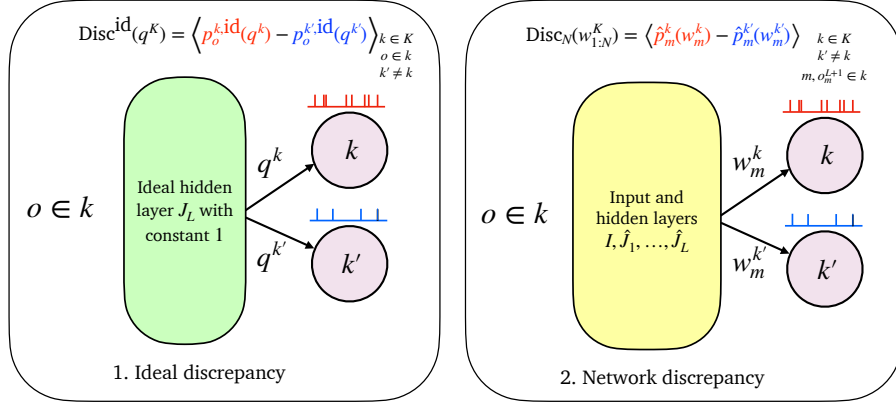 Disc^id(q^K) = ⟨p_o^{k,id}(q^k) − p_o^{k',id}(q^{k'})⟩
k ∈ K
o ∈ k
k' ≠ k
o ∈ k
Ideal hidden
layer J_L with
constant 1
q^k
q^{k'}
k
k'
1. Ideal discrepancy
Disc_N(w_{1:N}^K) = ⟨p̂_m^k(w_m^k) − p̂_m^{k'}(w_m^{k'})⟩
k ∈ K
k' ≠ k
m, o_m^{L+1} ∈ k
o ∈ k
Input and
hidden layers
I, Ĵ_1, …, Ĵ_L
w_m^k
w_m^{k'}
k
k'
2. Network discrepancy